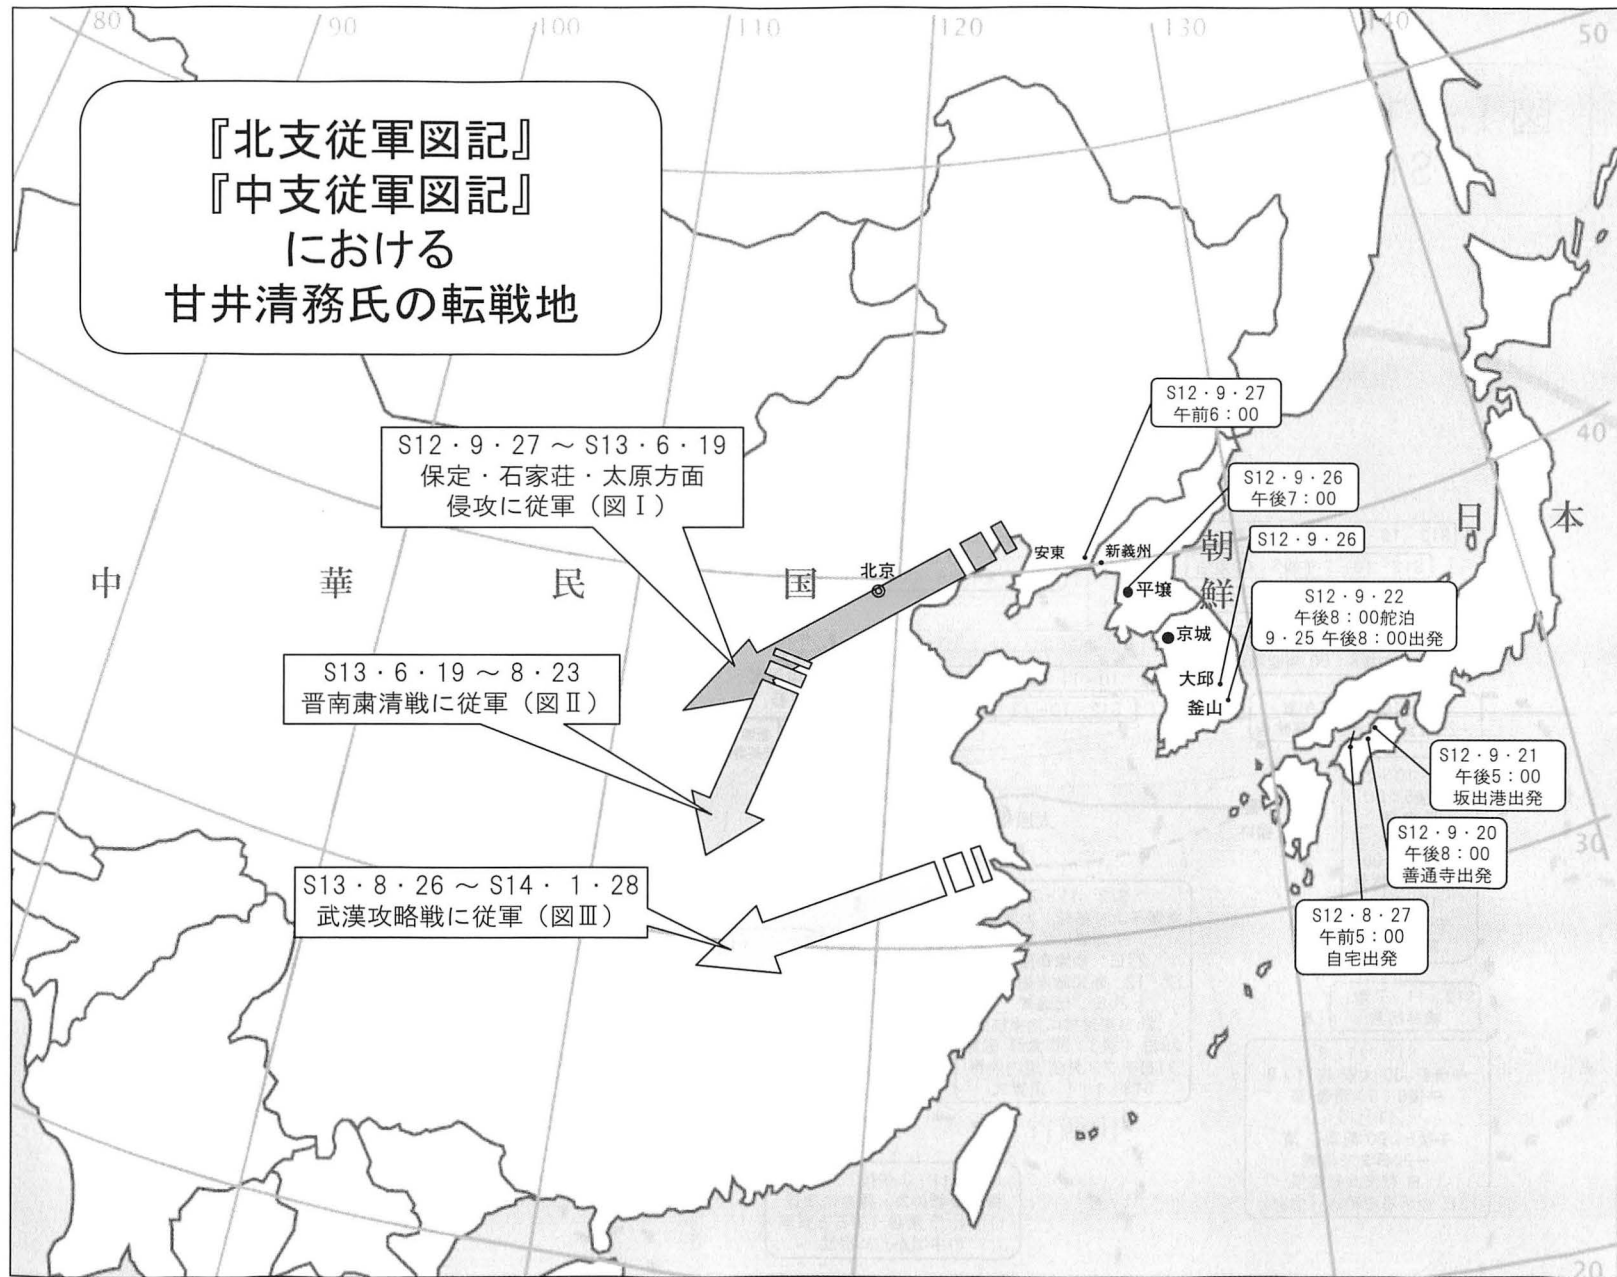 80
90
100
110
120
130
140
50
『北支従軍図記』
『中支従軍図記』
における
甘井清務氏の転戦地
S12・9・27
午前6：00
40
S12・9・27 ～ S13・6・19
保定・石家荘・太原方面
侵攻に従軍（図Ⅰ）
S12・9・26
午後7：00
日本
朝鮮
S12・9・26
安東
新義州
中華民国
北京
平壌
S12・9・22
午後8：00舵泊
9・25 午後8：00出発
京城
S13・6・19 ～ 8・23
晋南粛清戦に従軍（図Ⅱ）
大邱
釜山
S12・9・21
午後5：00
坂出港出発
S12・9・20
午後8：00
善通寺出発
30
S13・8・26 ～ S14・1・28
武漢攻略戦に従軍（図Ⅲ）
S12・8・27
午前5：00
自宅出発
20